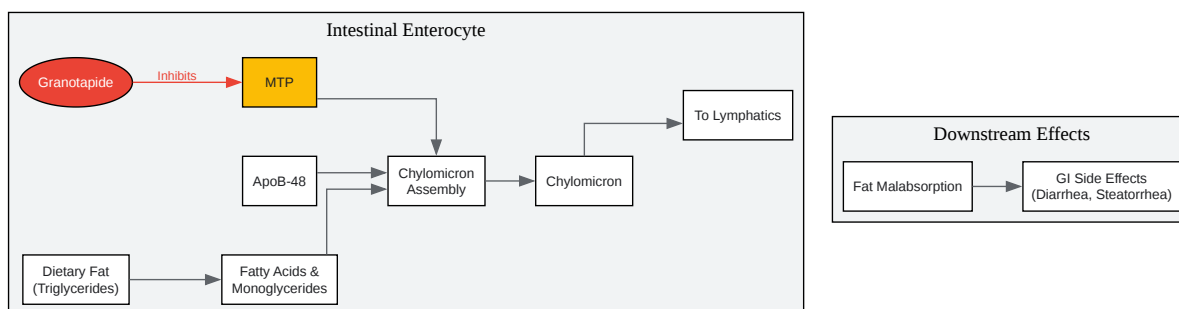 Intestinal Enterocyte
Granotapide
Inhibits
MTP
To Lymphatics
ApoB-48
Chylomicron
Assembly
Chylomicron
Dietary Fat
(Triglycerides)
Fatty Acids &
Monoglycerides
Downstream Effects
Fat Malabsorption
GI Side Effects
(Diarrhea, Steatorrhea)